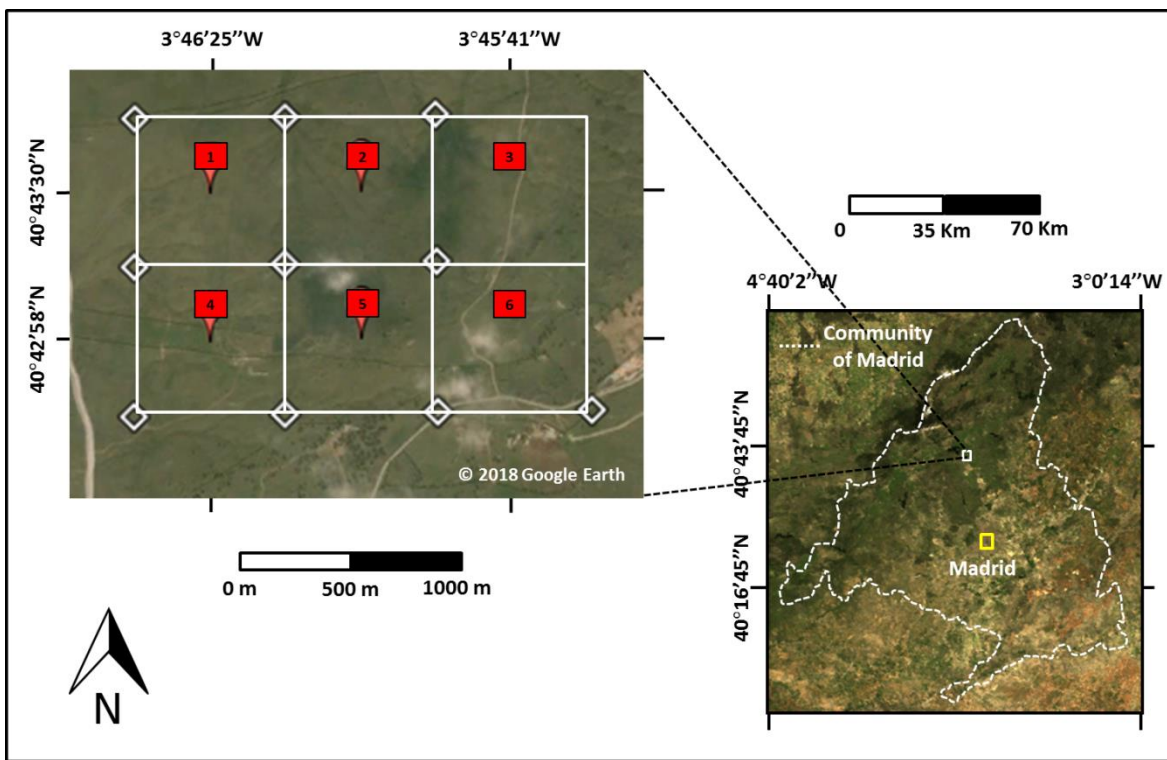 3°46’25’’W
3°45’41’’W
40°43’30’’N
40°42’58’’N
1
2
3
4
5
6
© 2018 Google Earth
0 m
500 m
1000 m
N
0
35 Km
70 Km
4°40’2’’W
3°0’14’’W
40°43’45’’N
40°16’45’’N
Community
of Madrid
Madrid